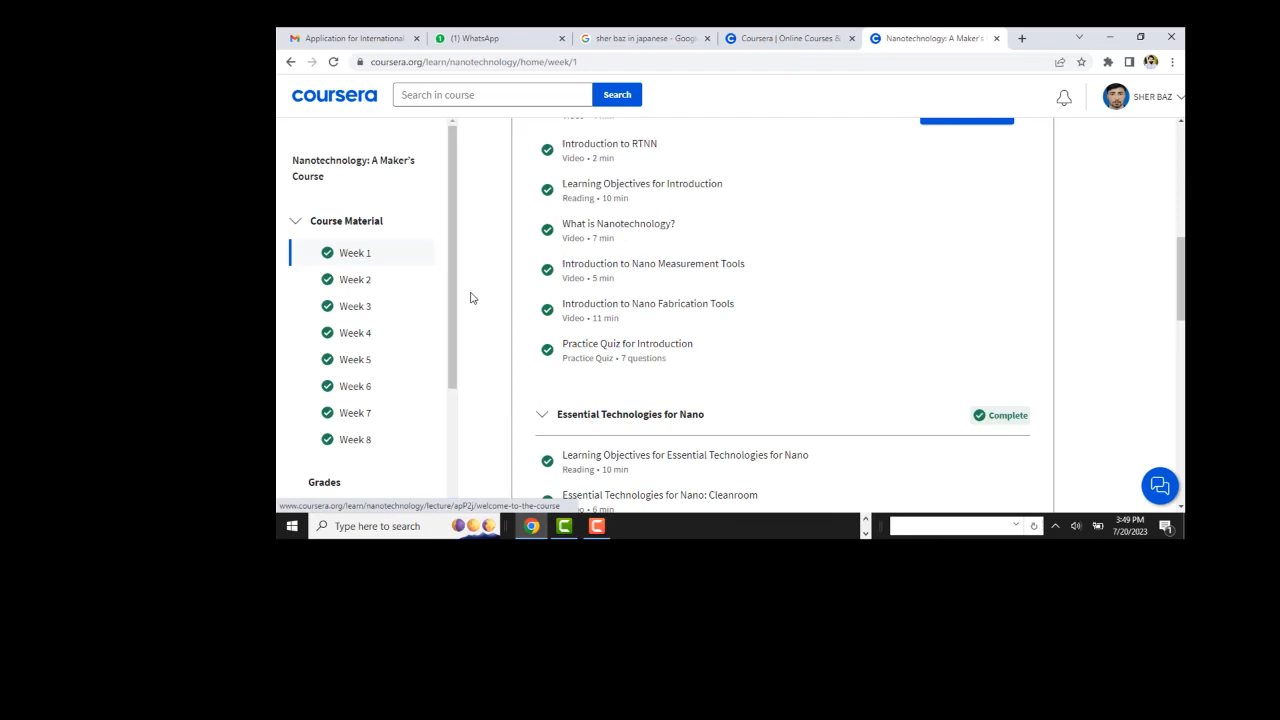 Application for International
(1) WhatsApp
sher baz in japanese - Goog
Coursera | Online Courses &
Nanotechnology: A Maker's
coursera.org/learn/nanotechnology/home/week/1
coursera
Search in course
Search
SHER BAZ
Nanotechnology: A Maker's
Course
Course Material
Week 1
Week 2
Week 3
Week 4
Week 5
Week 6
Week 7
Week 8
Grades
Introduction to RTNN
Video • 2 min
Learning Objectives for Introduction
Reading • 10 min
What is Nanotechnology?
Video • 7 min
Introduction to Nano Measurement Tools
Video • 5 min
Introduction to Nano Fabrication Tools
Video • 11 min
Practice Quiz for Introduction
Practice Quiz • 7 questions
Essential Technologies for Nano
Complete
Learning Objectives for Essential Technologies for Nano
Reading • 10 min
Essential Technologies for Nano: Cleanroom
Video • 6 min
www.coursera.org/learn/nanotechnology/lecture/apP2j/welcome-to-the-course
Type here to search
3:49 PM
7/20/2023